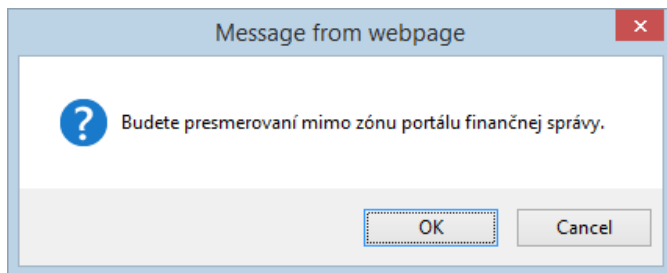 Message from webpage
Budete presmerovaní mimo zónu portálu finančnej správy.
OK
Cancel